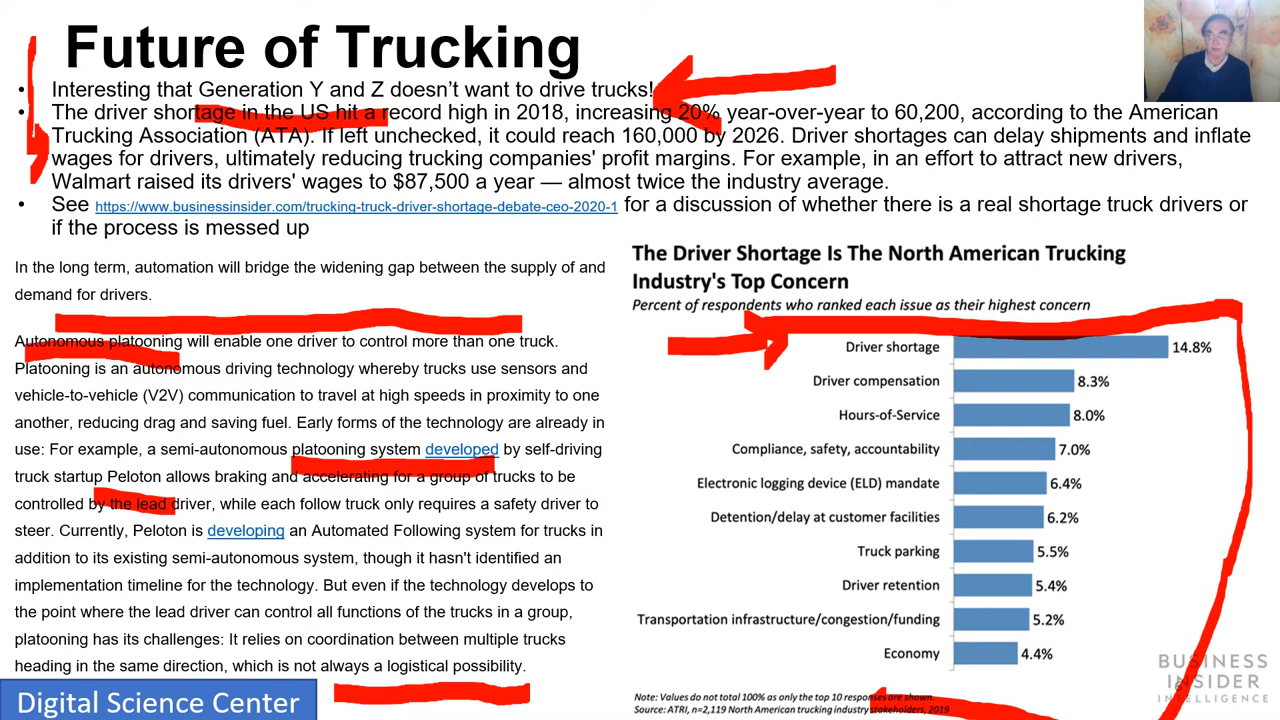 Future of Trucking
• Interesting that Generation Y and Z doesn't want to drive trucks!
• The driver shortage in the US hit a record high in 2018, increasing 20% year-over-year to 60,200, according to the American
Trucking Association (ATA). If left unchecked, it could reach 160,000 by 2026. Driver shortages can delay shipments and inflate
wages for drivers, ultimately reducing trucking companies' profit margins. For example, in an effort to attract new drivers,
Walmart raised its drivers' wages to $87,500 a year — almost twice the industry average.
• See https://www.businessinsider.com/trucking-truck-driver-shortage-debate-ceo-2020-1 for a discussion of whether there is a real shortage truck drivers or
if the process is messed up
In the long term, automation will bridge the widening gap between the supply of and
demand for drivers.
Autonomous platooning will enable one driver to control more than one truck.
Platooning is an autonomous driving technology whereby trucks use sensors and
vehicle-to-vehicle (V2V) communication to travel at high speeds in proximity to one
another, reducing drag and saving fuel. Early forms of the technology are already in
use: For example, a semi-autonomous platooning system developed by self-driving
truck startup Peloton allows braking and accelerating for a group of trucks to be
controlled by the lead driver, while each follow truck only requires a safety driver to
steer. Currently, Peloton is developing an Automated Following system for trucks in
addition to its existing semi-autonomous system, though it hasn't identified an
implementation timeline for the technology. But even if the technology develops to
the point where the lead driver can control all functions of the trucks in a group,
platooning has its challenges: It relies on coordination between multiple trucks
heading in the same direction, which is not always a logistical possibility.
Digital Science Center
The Driver Shortage Is The North American Trucking
Industry's Top Concern
Percent of respondents who ranked each issue as their highest concern
Driver shortage 14.8%
Driver compensation 8.3%
Hours-of-Service 8.0%
Compliance, safety, accountability 7.0%
Electronic logging device (ELD) mandate 6.4%
Detention/delay at customer facilities 6.2%
Truck parking 5.5%
Driver retention 5.4%
Transportation infrastructure/congestion/funding 5.2%
Economy 4.4%
Note: Values do not total 100% as only the top 10 responses are shown.
Source: ATRI, n=2,119 North American trucking industry stakeholders, 2019
BUSINESS
INSIDER
INTELLIGENCE